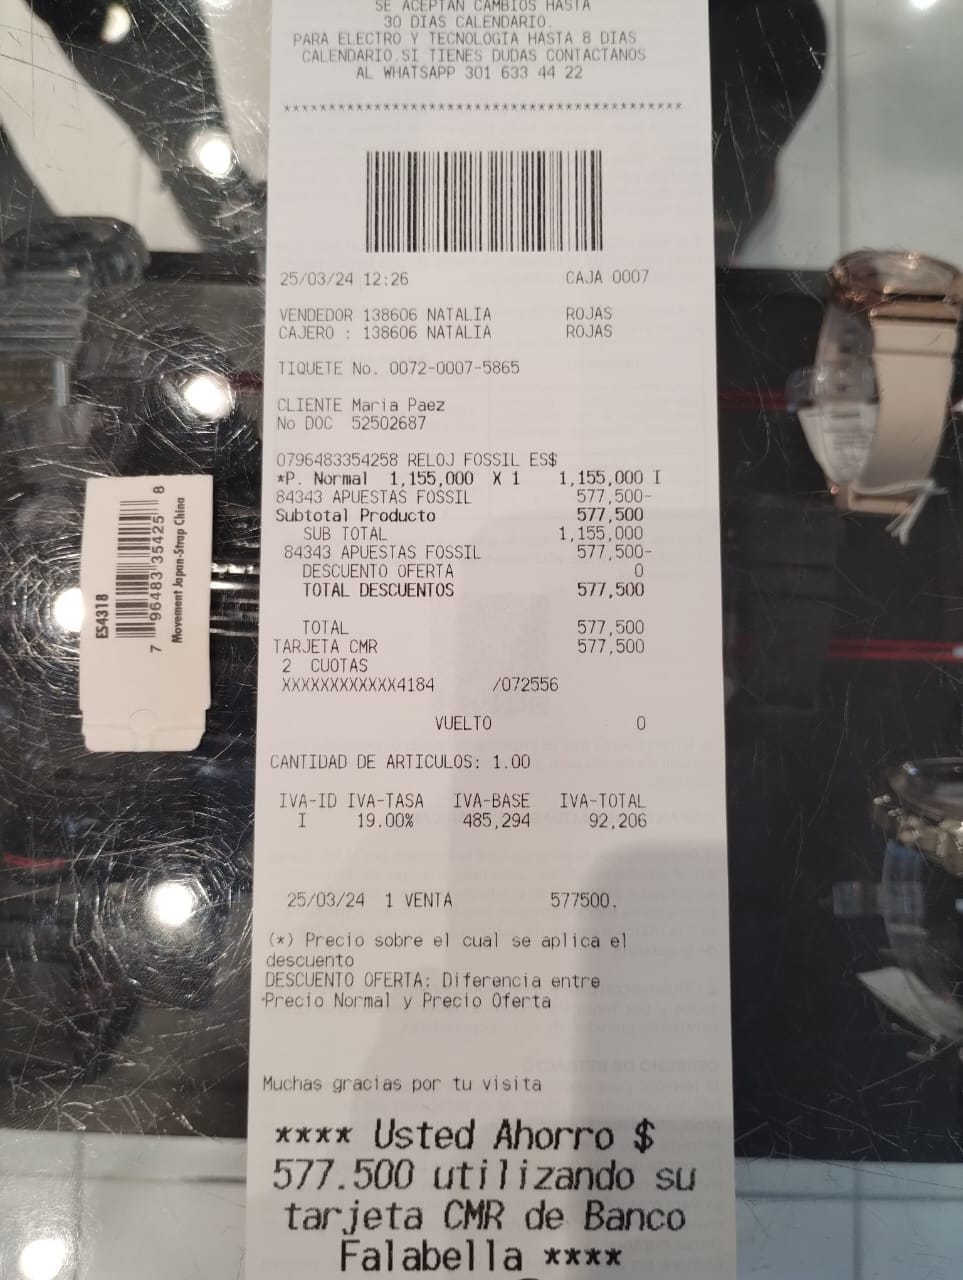 SE ACEPTAN CAMBIOS HASTA
30 DIAS CALENDARIO.
PARA ELECTRO Y TECNOLOGIA HASTA 8 DIAS
CALENDARIO.SI TIENES DUDAS CONTACTANOS
AL WHATSAPP 301 633 44 22
******************************************
25/03/24 12:26 CAJA 0007
VENDEDOR 138606 NATALIA ROJAS
CAJERO : 138606 NATALIA ROJAS
TIQUETE No. 0072-0007-5865
CLIENTE Maria Paez
No DOC 52502687
0796483354258 RELOJ FOSSIL ES$
*P. Normal 1,155,000 X 1 1,155,000 I
84343 APUESTAS FOSSIL 577,500-
Subtotal Producto 577,500
SUB TOTAL 1,155,000
84343 APUESTAS FOSSIL 577,500-
DESCUENTO OFERTA 0
TOTAL DESCUENTOS 577,500
TOTAL 577,500
TARJETA CMR 577,500
2 CUOTAS
XXXXXXXXXXXX4184 /072556
VUELTO 0
CANTIDAD DE ARTICULOS: 1.00
IVA-ID IVA-TASA IVA-BASE IVA-TOTAL
I 19.00% 485,294 92,206
25/03/24 1 VENTA 577500.
(*) Precio sobre el cual se aplica el
descuento
DESCUENTO OFERTA: Diferencia entre
Precio Normal y Precio Oferta
Muchas gracias por tu visita
**** Usted Ahorro $
577.500 utilizando su
tarjeta CMR de Banco
Falabella ****
ES4318
7 96483 35425 8
Movement Japan-Strap China